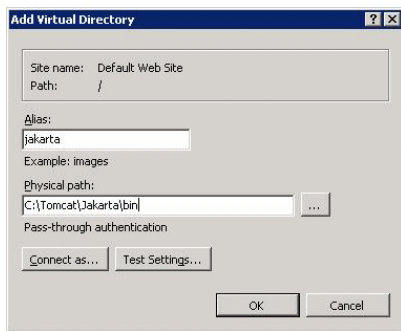 Add Virtual Directory
Site name: Default Web Site
Path: /
Alias:
jakarta
Example: images
Physical path:
C:\Tomcat\Jakarta\bin
...
Pass-through authentication
Connect as... Test Settings...
OK Cancel